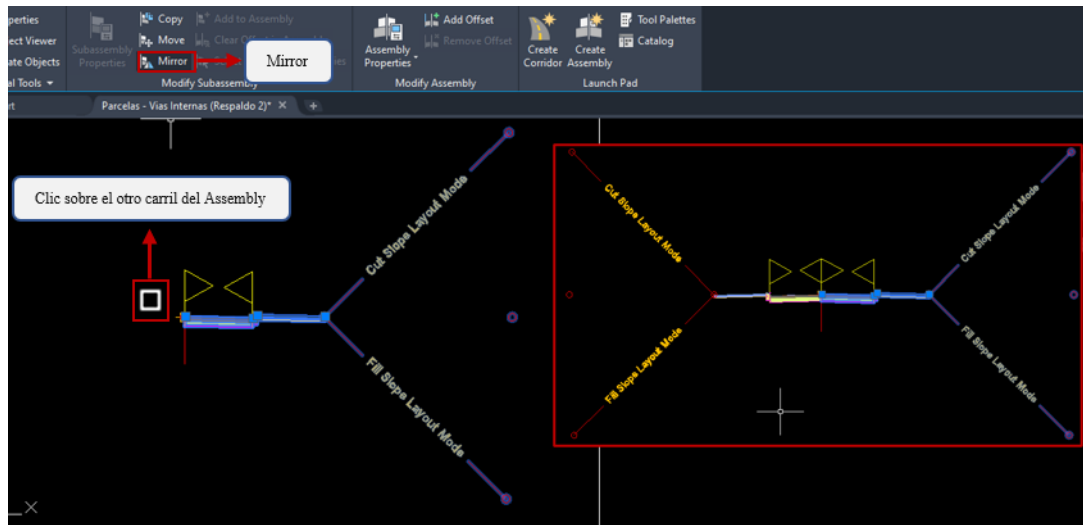 perties
Copy
Add to Assembly
Add Offset
Tool Palettes
ect Viewer
Subassembly
Properties
Move
Clear
Assembly
Properties
Remove Offset
Create
Corridor
Create
Assembly
Catalog
ate Objects
Mirror
Mirror
al Tools
Modify Subassembly
Modify Assembly
Launch Pad
rt
Parcelas - Vias Internas (Respaldo 2)*
Clic sobre el otro carril del Assembly
Cut Slope Layout Mode
Fill Slope Layout Mode
Cut Slope Layout Mode
Cut Slope Layout Mode
Fill Slope Layout Mode
Fill Slope Layout Mode
X